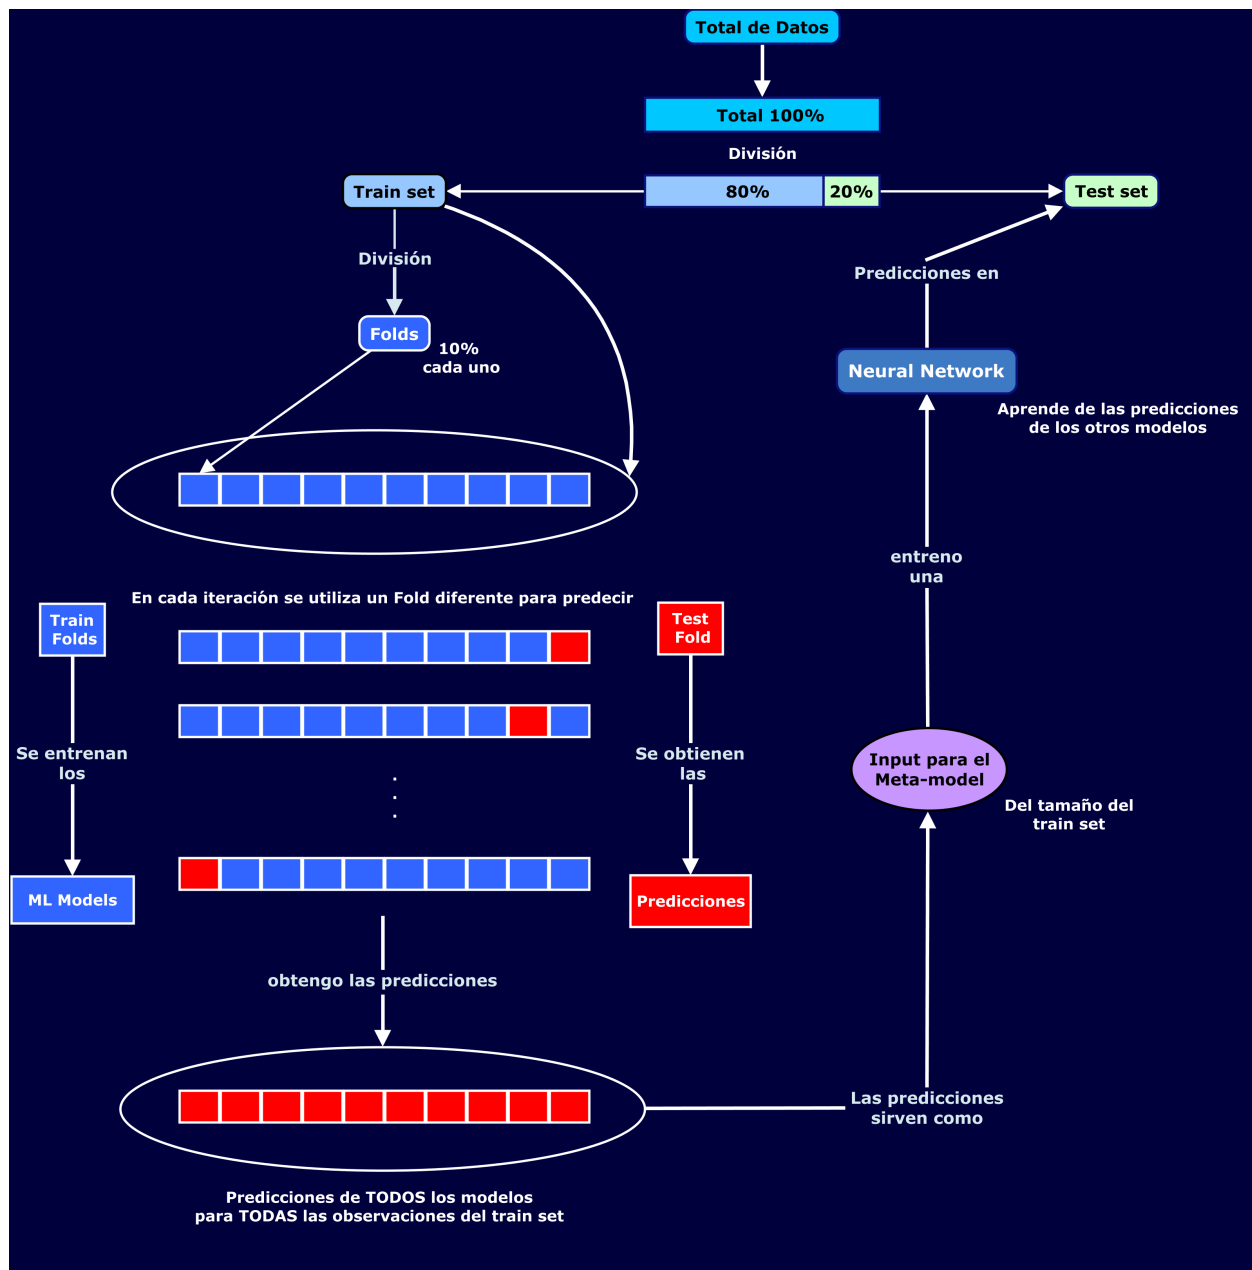 Total de Datos
Total 100%
División
Train set
80%
20%
Test set
División
Predicciones en
Folds
10%
cada uno
Neural Network
Aprende de las predicciones
de los otros modelos
entreno
una
En cada iteración se utiliza un Fold diferente para predecir
Train
Folds
Test
Fold
Se entrenan
los
Se obtienen
las
Input para el
Meta-model
Del tamaño del
train set
.
.
.
ML Models
Predicciones
obtengo las predicciones
Las predicciones
sirven como
Predicciones de TODOS los modelos
para TODAS las observaciones del train set